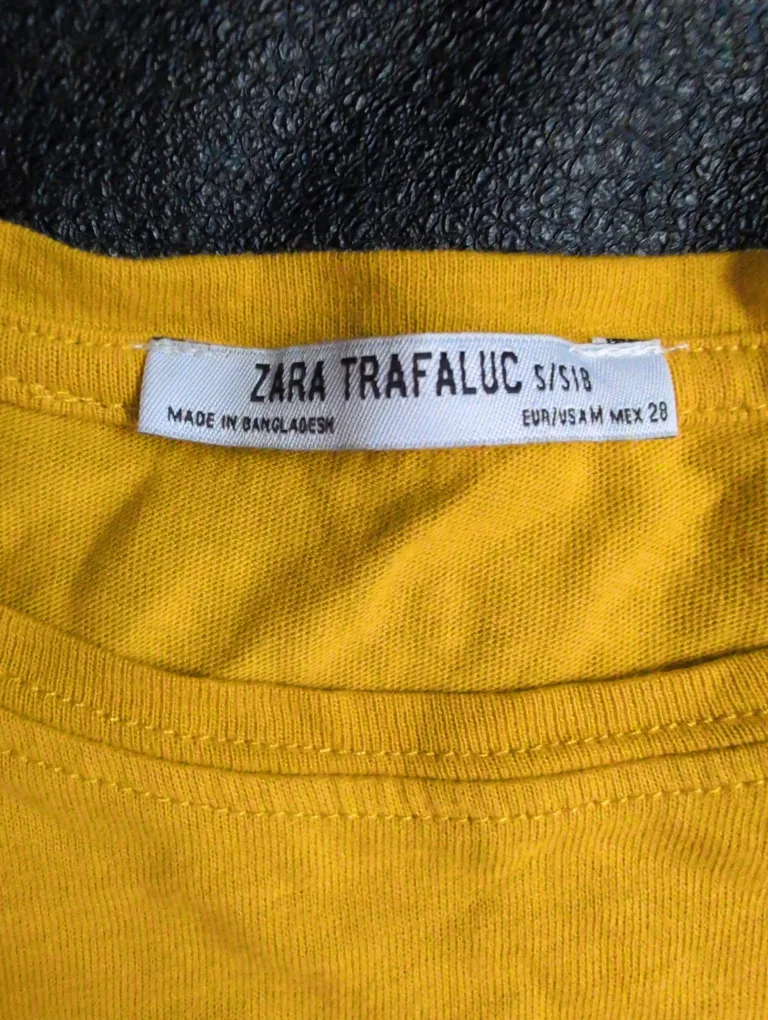 ZARA TRAFALUC S/S18
MADE IN BANGLADESH EUR/USA M MEX 28